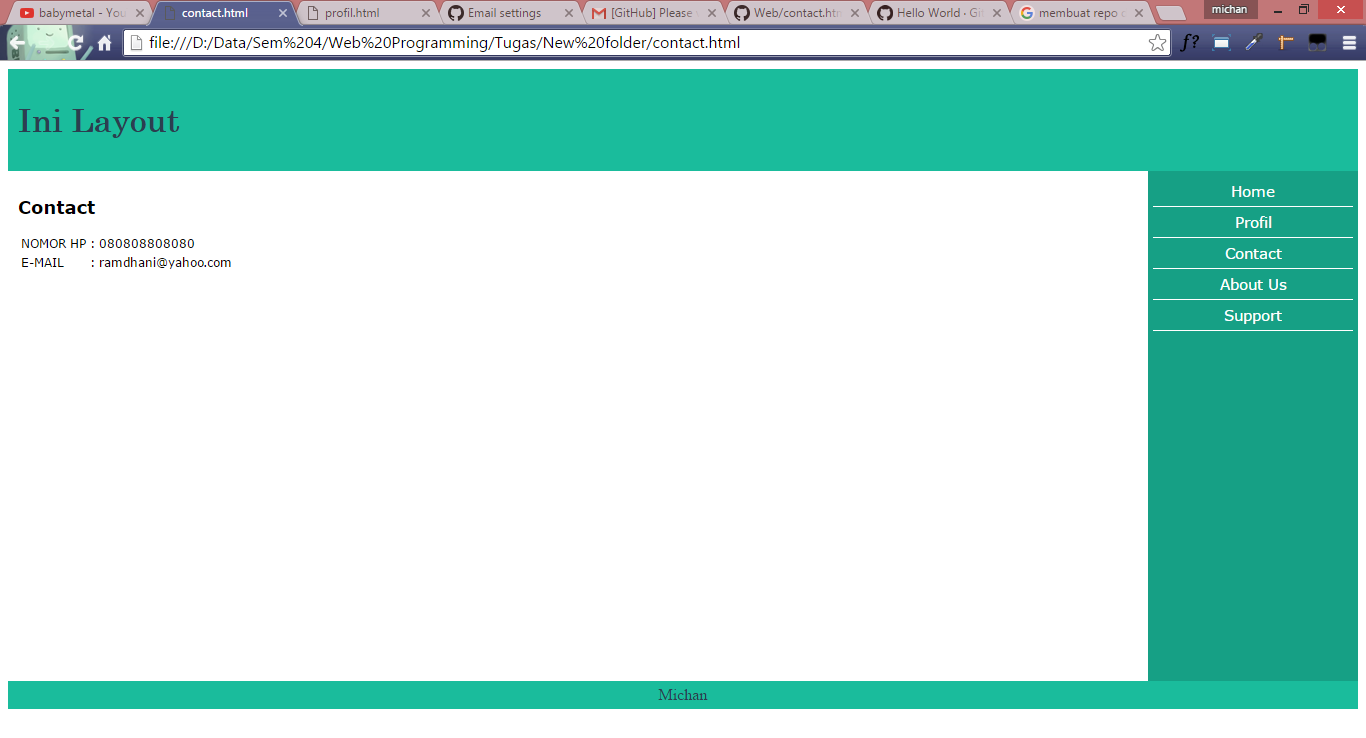 babymetal - You
contact.html
profil.html
Email settings
[GitHub] Please
Web/contact.htm
Hello World · Git
membuat repo
michan
file:///D:/Data/Sem%204/Web%20Programming/Tugas/New%20folder/contact.html
f?
Ini Layout
Contact
NOMOR HP : 080808808080
E-MAIL : ramdhani@yahoo.com
Home
Profil
Contact
About Us
Support
Michan